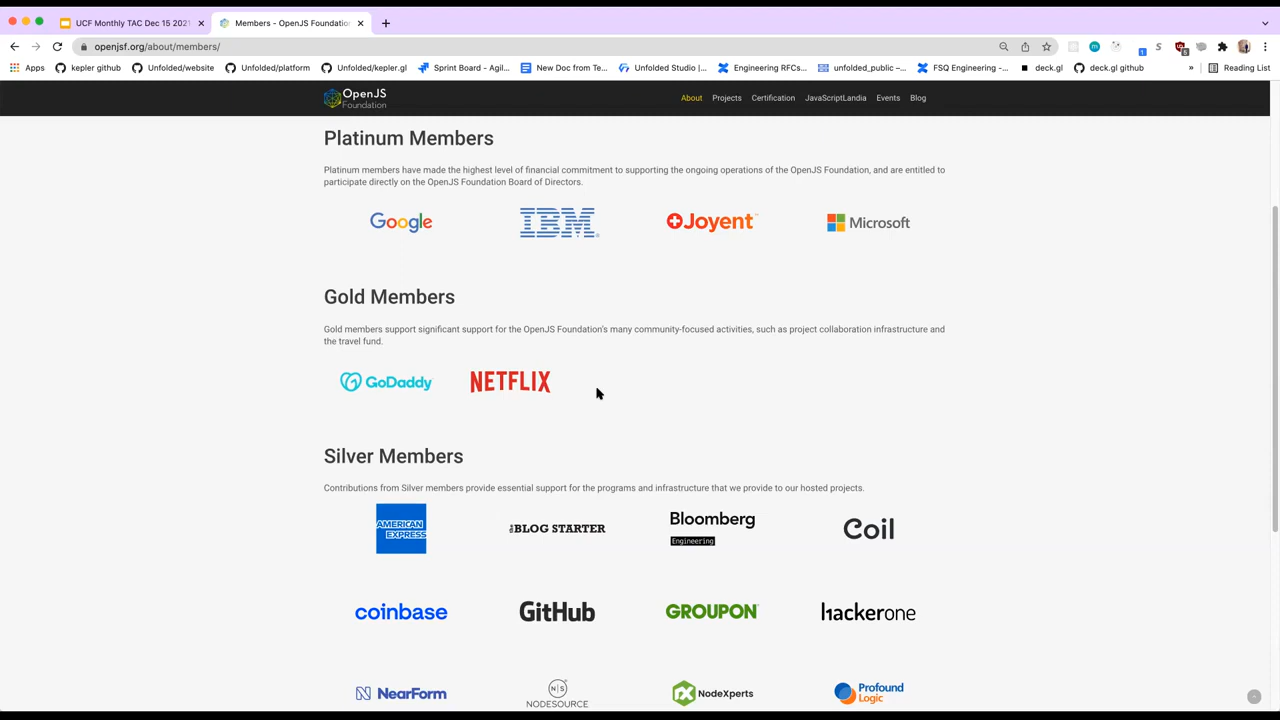 UCF Monthly TAC Dec 15 2021
Members - OpenJS Foundation
openjsf.org/about/members/
Apps
kepler github
Unfolded/website
Unfolded/platform
Unfolded/kepler.gl
Sprint Board - Agil...
New Doc from Te...
Unfolded Studio |...
Engineering RFCs...
unfolded_public –...
FSQ Engineering -...
deck.gl
deck.gl github
»
Reading List
OpenJS
Foundation
About
Projects
Certification
JavaScriptLandia
Events
Blog
Platinum Members
Platinum members have made the highest level of financial commitment to supporting the ongoing operations of the OpenJS Foundation, and are entitled to
participate directly on the OpenJS Foundation Board of Directors.
Google
IBM
Joyent
Microsoft
Gold Members
Gold members support significant support for the OpenJS Foundation's many community-focused activities, such as project collaboration infrastructure and
the travel fund.
GoDaddy
NETFLIX
Silver Members
Contributions from Silver members provide essential support for the programs and infrastructure that we provide to our hosted projects.
AMERICAN
EXPRESS
the BLOG STARTER
Bloomberg
Engineering
Coil
coinbase
GitHub
GROUPON
hackerone
NearForm
N|S
NODESOURCE
NodeXperts
Profound
Logic